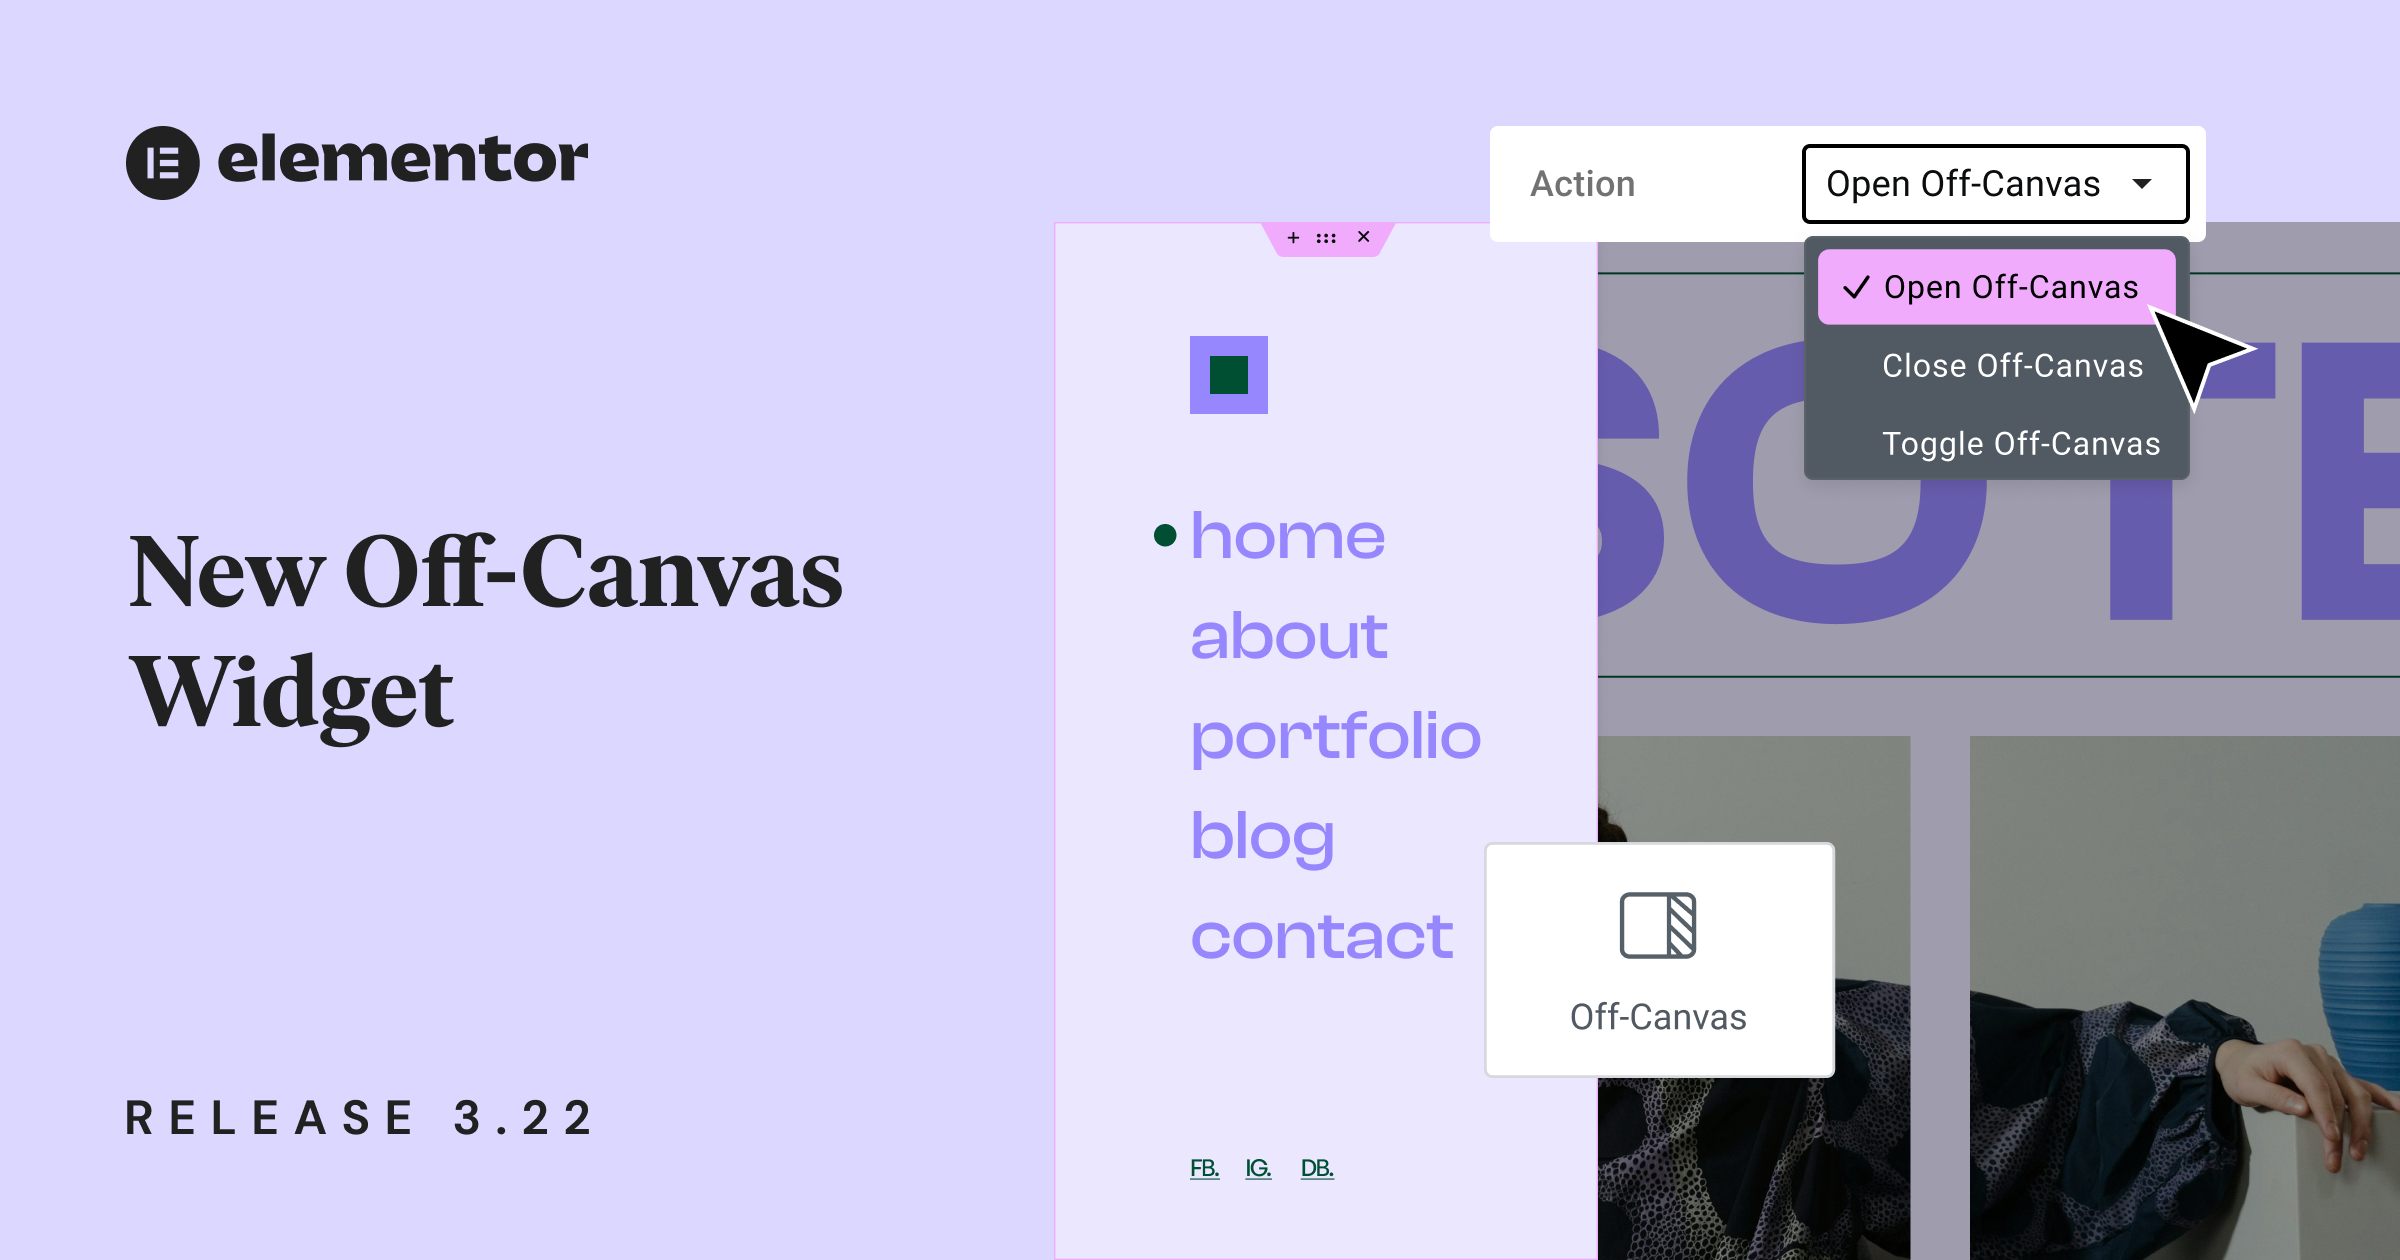 elementor
New Off-Canvas
Widget
RELEASE 3.22
Action
Open Off-Canvas
Open Off-Canvas
Close Off-Canvas
Toggle Off-Canvas
home
about
portfolio
blog
contact
FB. IG. DB.
SOTE
Off-Canvas